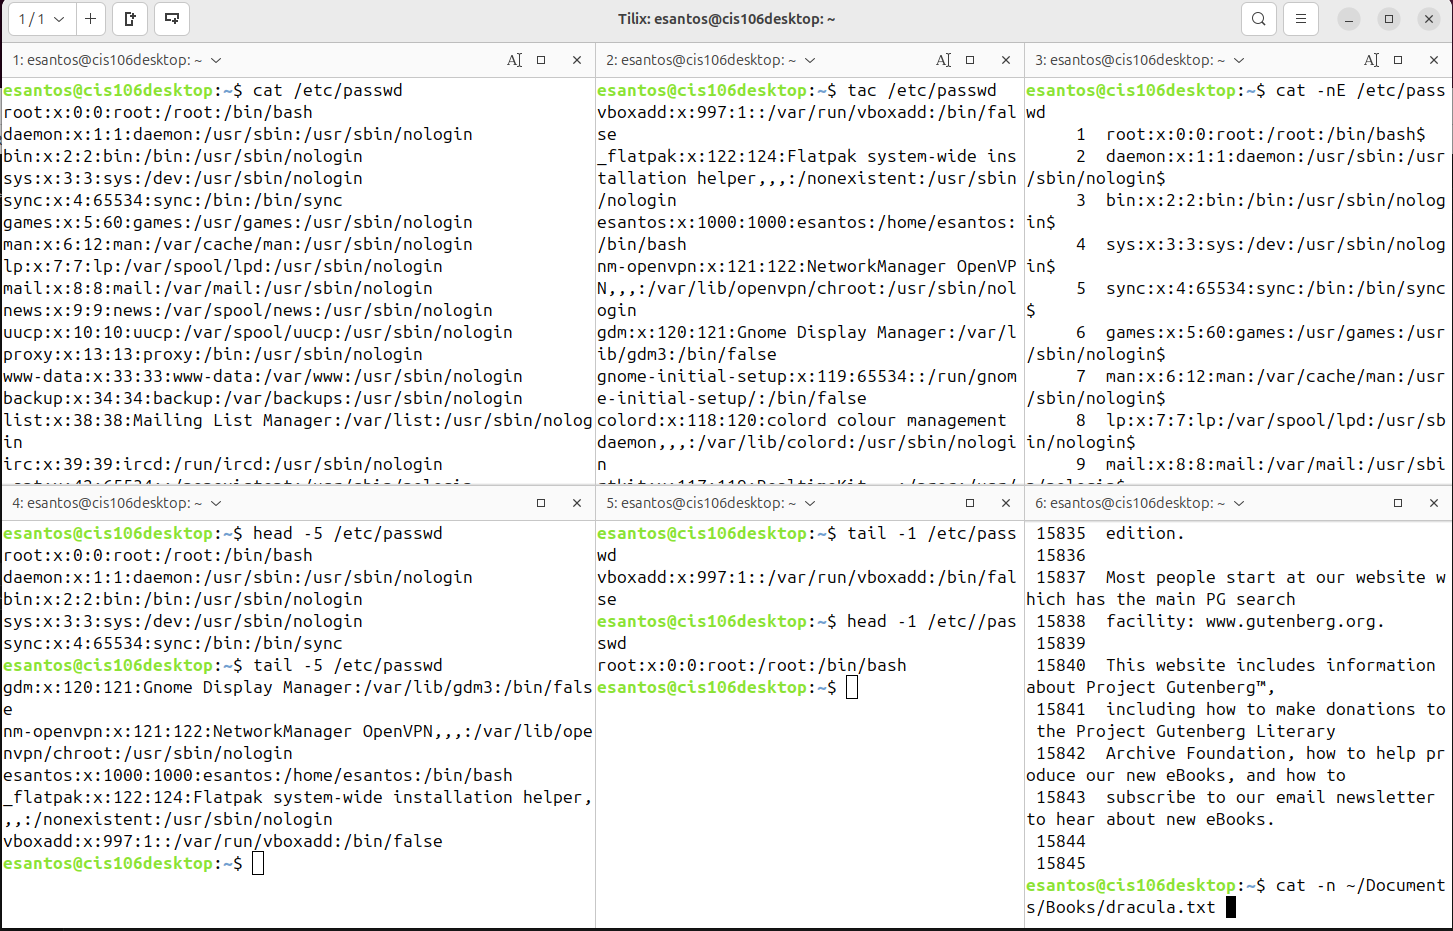 1 / 1
Tilix: esantos@cis106desktop: ~
1: esantos@cis106desktop: ~
esantos@cis106desktop:~$ cat /etc/passwd
root:x:0:0:root:/root:/bin/bash
daemon:x:1:1:daemon:/usr/sbin:/usr/sbin/nologin
bin:x:2:2:bin:/bin:/usr/sbin/nologin
sys:x:3:3:sys:/dev:/usr/sbin/nologin
sync:x:4:65534:sync:/bin:/bin/sync
games:x:5:60:games:/usr/games:/usr/sbin/nologin
man:x:6:12:man:/var/cache/man:/usr/sbin/nologin
lp:x:7:7:lp:/var/spool/lpd:/usr/sbin/nologin
mail:x:8:8:mail:/var/mail:/usr/sbin/nologin
news:x:9:9:news:/var/spool/news:/usr/sbin/nologin
uucp:x:10:10:uucp:/var/spool/uucp:/usr/sbin/nologin
proxy:x:13:13:proxy:/bin:/usr/sbin/nologin
www-data:x:33:33:www-data:/var/www:/usr/sbin/nologin
backup:x:34:34:backup:/var/backups:/usr/sbin/nologin
list:x:38:38:Mailing List Manager:/var/list:/usr/sbin/nolog
in
irc:x:39:39:ircd:/run/ircd:/usr/sbin/nologin
2: esantos@cis106desktop: ~
esantos@cis106desktop:~$ tac /etc/passwd
vboxadd:x:997:1::/var/run/vboxadd:/bin/fal
se
_flatpak:x:122:124:Flatpak system-wide ins
tallation helper,,,:/nonexistent:/usr/sbin
/nologin
esantos:x:1000:1000:esantos:/home/esantos:
/bin/bash
nm-openvpn:x:121:122:NetworkManager OpenVP
N,,,:/var/lib/openvpn/chroot:/usr/sbin/nol
ogin
gdm:x:120:121:Gnome Display Manager:/var/l
ib/gdm3:/bin/false
gnome-initial-setup:x:119:65534::/run/gnom
e-initial-setup/:/bin/false
colord:x:118:120:colord colour management
daemon,,,:/var/lib/colord:/usr/sbin/nologi
n
3: esantos@cis106desktop: ~
esantos@cis106desktop:~$ cat -nE /etc/pass
wd
1 root:x:0:0:root:/root:/bin/bash$
2 daemon:x:1:1:daemon:/usr/sbin:/usr
/sbin/nologin$
3 bin:x:2:2:bin:/bin:/usr/sbin/nolog
in$
4 sys:x:3:3:sys:/dev:/usr/sbin/nolog
in$
5 sync:x:4:65534:sync:/bin:/bin/sync
$
6 games:x:5:60:games:/usr/games:/usr
/sbin/nologin$
7 man:x:6:12:man:/var/cache/man:/usr
/sbin/nologin$
8 lp:x:7:7:lp:/var/spool/lpd:/usr/sb
in/nologin$
9 mail:x:8:8:mail:/var/mail:/usr/sbi
4: esantos@cis106desktop: ~
esantos@cis106desktop:~$ head -5 /etc/passwd
root:x:0:0:root:/root:/bin/bash
daemon:x:1:1:daemon:/usr/sbin:/usr/sbin/nologin
bin:x:2:2:bin:/bin:/usr/sbin/nologin
sys:x:3:3:sys:/dev:/usr/sbin/nologin
sync:x:4:65534:sync:/bin:/bin/sync
esantos@cis106desktop:~$ tail -5 /etc/passwd
gdm:x:120:121:Gnome Display Manager:/var/lib/gdm3:/bin/fals
e
nm-openvpn:x:121:122:NetworkManager OpenVPN,,,:/var/lib/ope
nvpn/chroot:/usr/sbin/nologin
esantos:x:1000:1000:esantos:/home/esantos:/bin/bash
_flatpak:x:122:124:Flatpak system-wide installation helper,
,,:/nonexistent:/usr/sbin/nologin
vboxadd:x:997:1::/var/run/vboxadd:/bin/false
esantos@cis106desktop:~$
5: esantos@cis106desktop: ~
esantos@cis106desktop:~$ tail -1 /etc/pass
wd
vboxadd:x:997:1::/var/run/vboxadd:/bin/fal
se
esantos@cis106desktop:~$ head -1 /etc//pas
swd
root:x:0:0:root:/root:/bin/bash
esantos@cis106desktop:~$
6: esantos@cis106desktop: ~
15835 edition.
15836
15837 Most people start at our website w
hich has the main PG search
15838 facility: www.gutenberg.org.
15839
15840 This website includes information
about Project Gutenberg™,
15841 including how to make donations to
the Project Gutenberg Literary
15842 Archive Foundation, how to help pr
oduce our new eBooks, and how to
15843 subscribe to our email newsletter
to hear about new eBooks.
15844
15845
esantos@cis106desktop:~$ cat -n ~/Document
s/Books/dracula.txt